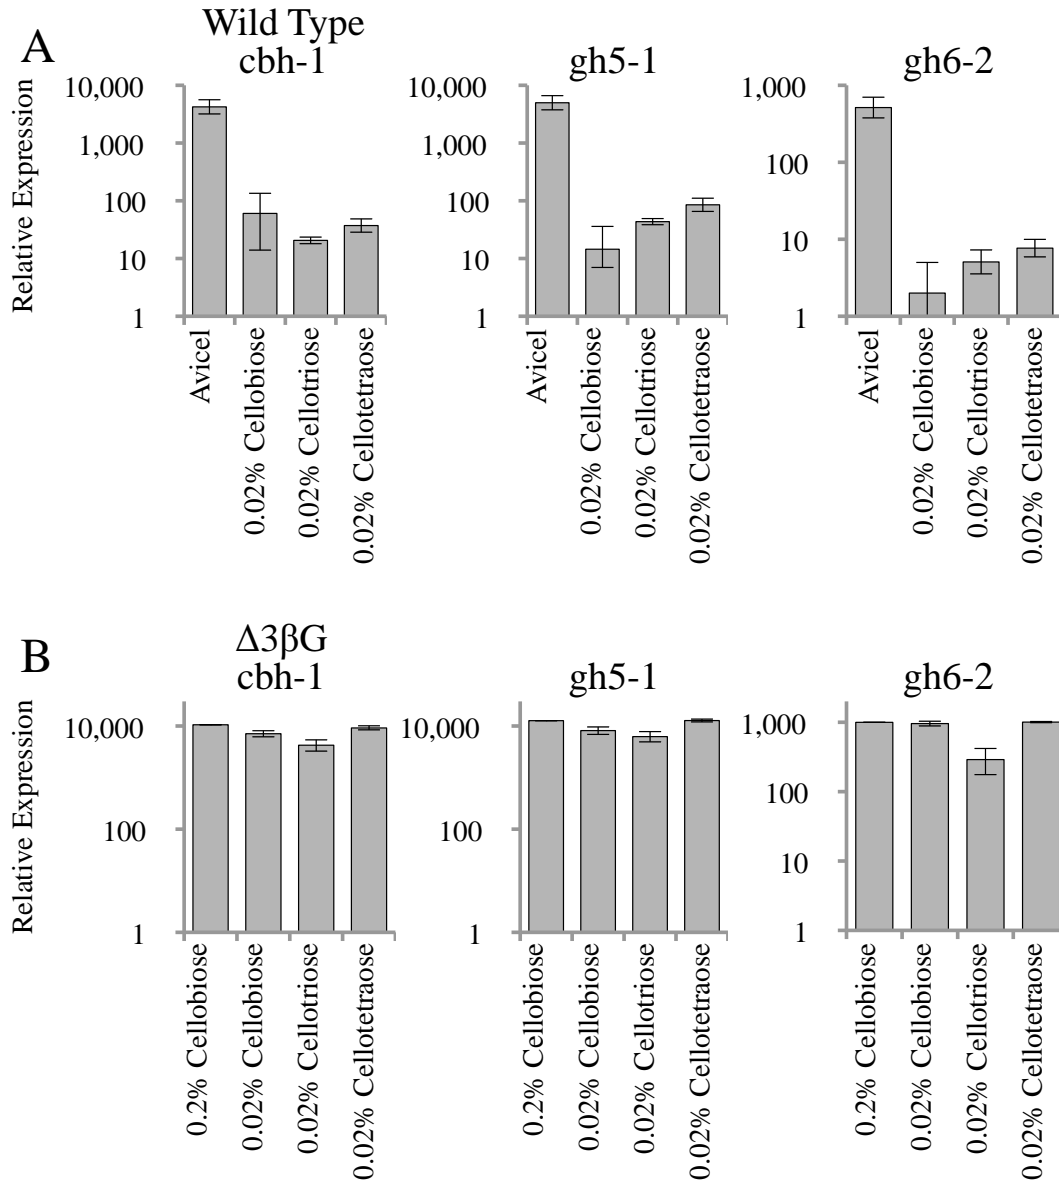 A
Wild Type
cbh-1
gh5-1
gh6-2
Relative Expression
10,000
1,000
100
10
1
Avicel
0.02% Cellobiose
0.02% Cellotriose
0.02% Cellotetraose
10,000
1,000
100
10
1
Avicel
0.02% Cellobiose
0.02% Cellotriose
0.02% Cellotetraose
1,000
100
10
1
Avicel
0.02% Cellobiose
0.02% Cellotriose
0.02% Cellotetraose
B
Δ3βG
cbh-1
gh5-1
gh6-2
Relative Expression
10,000
100
1
0.2% Cellobiose
0.02% Cellobiose
0.02% Cellotriose
0.02% Cellotetraose
10,000
100
1
0.2% Cellobiose
0.02% Cellobiose
0.02% Cellotriose
0.02% Cellotetraose
1,000
100
10
1
0.2% Cellobiose
0.02% Cellobiose
0.02% Cellotriose
0.02% Cellotetraose